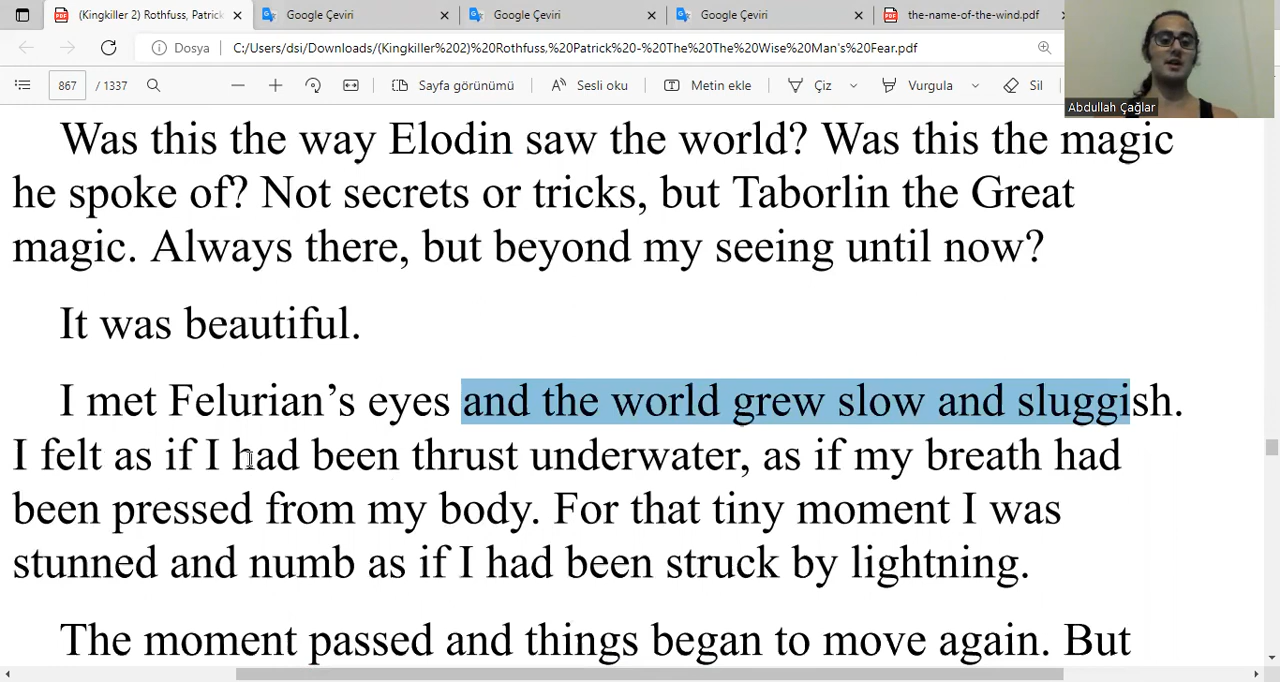 (Kingkiller 2) Rothfuss, Patrick
Google Çeviri
Google Çeviri
Google Çeviri
the-name-of-the-wind.pdf
Dosya
C:/Users/dsi/Downloads/(Kingkiller%202)%20Rothfuss,%20Patrick%20-%20The%20The%20Wise%20Man's%20Fear.pdf
867 / 1337
Sayfa görünümü
Sesli oku
Metin ekle
Çiz
Vurgula
Sil
Abdullah Çağlar
Was this the way Elodin saw the world? Was this the magic
he spoke of? Not secrets or tricks, but Taborlin the Great
magic. Always there, but beyond my seeing until now?
It was beautiful.
I met Felurian’s eyes and the world grew slow and sluggish.
I felt as if I had been thrust underwater, as if my breath had
been pressed from my body. For that tiny moment I was
stunned and numb as if I had been struck by lightning.
The moment passed and things began to move again. But